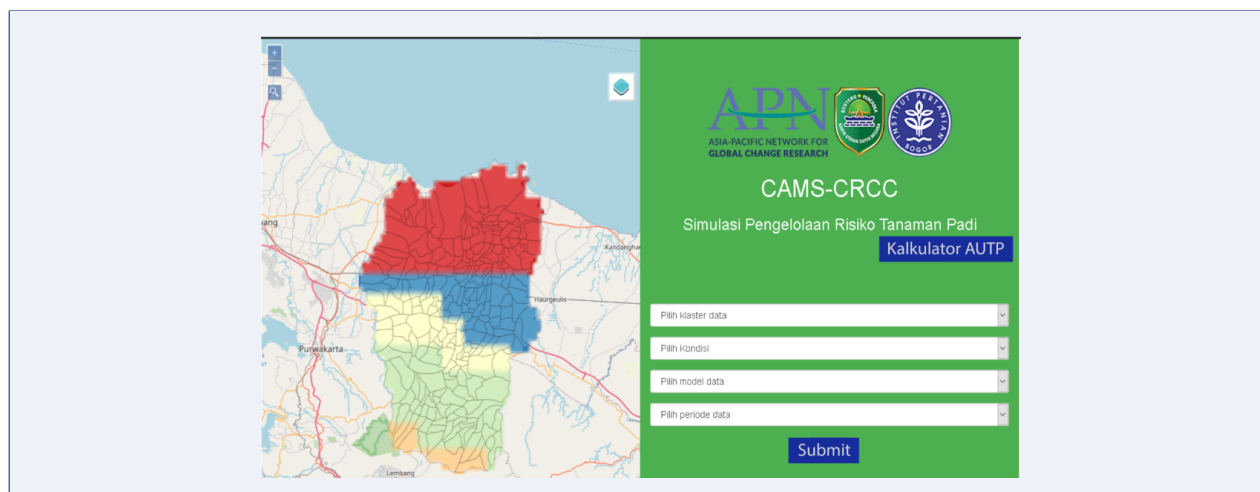 +
−
ang
Kandangha
Haurgeulis
Purwakarta
Lembang
APN
ASIA-PACIFIC NETWORK FOR
GLOBAL CHANGE RESEARCH
INSTITUT PERTANIAN
BOGOR
CAMS-CRCC
Simulasi Pengelolaan Risiko Tanaman Padi
Kalkulator AUTP
Pilih klaster data
Pilih Kondisi
Pilih model data
Pilih periode data
Submit